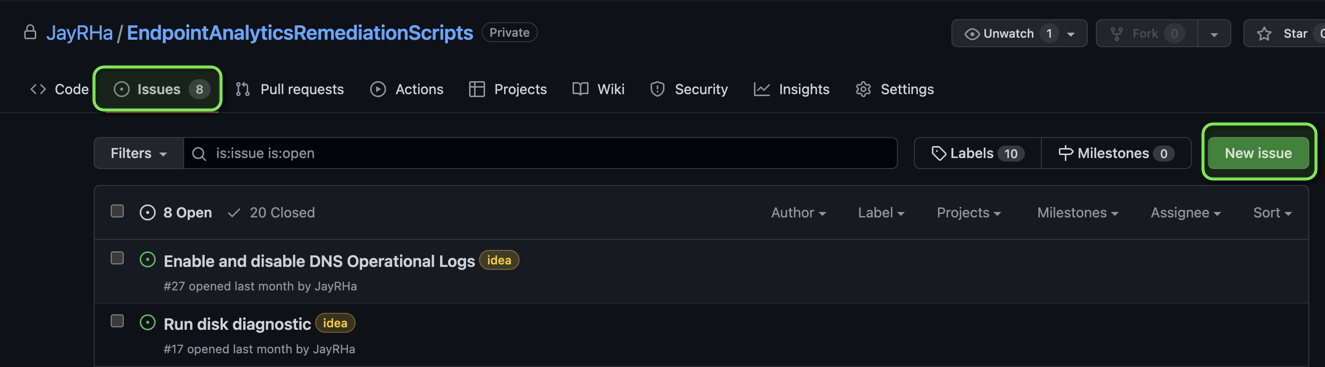 JayRHa / EndpointAnalyticsRemediationScripts Private Unwatch 1 Fork 0 Star 0
Code Issues 8 Pull requests Actions Projects Wiki Security Insights Settings
Filters is:issue is:open Labels 10 Milestones 0 New issue
8 Open 20 Closed Author Label Projects Milestones Assignee Sort
Enable and disable DNS Operational Logs idea
#27 opened last month by JayRHa
Run disk diagnostic idea
#17 opened last month by JayRHa